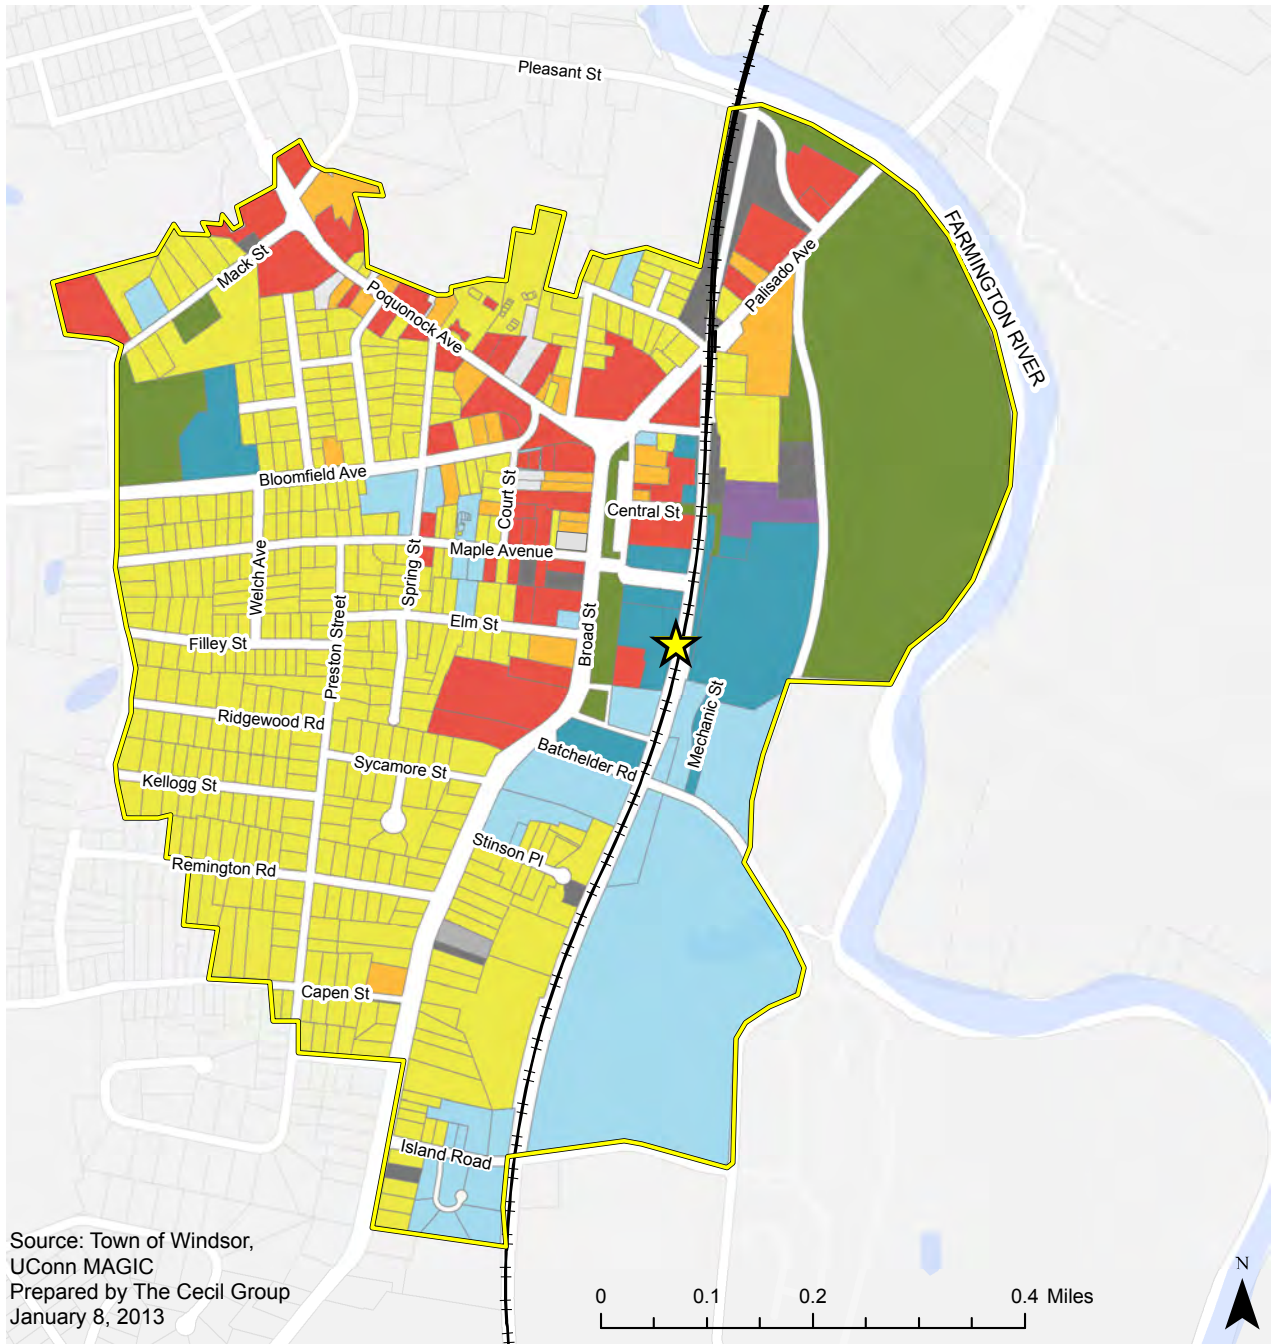 Pleasant St
FARMINGTON RIVER
Mack St
Palisado Ave
Poquonock Ave
Bloomfield Ave
Court St
Central St
Maple Avenue
Welch Ave
Spring St
Preston Street
Elm St
Broad St
Filley St
Ridgewood Rd
Mechanic St
Batchelder Rd
Sycamore St
Kellogg St
Stinson Pl
Remington Rd
Capen St
Island Road
Source: Town of Windsor,
UConn MAGIC
Prepared by The Cecil Group
January 8, 2013
0 0.1 0.2 0.4 Miles
N